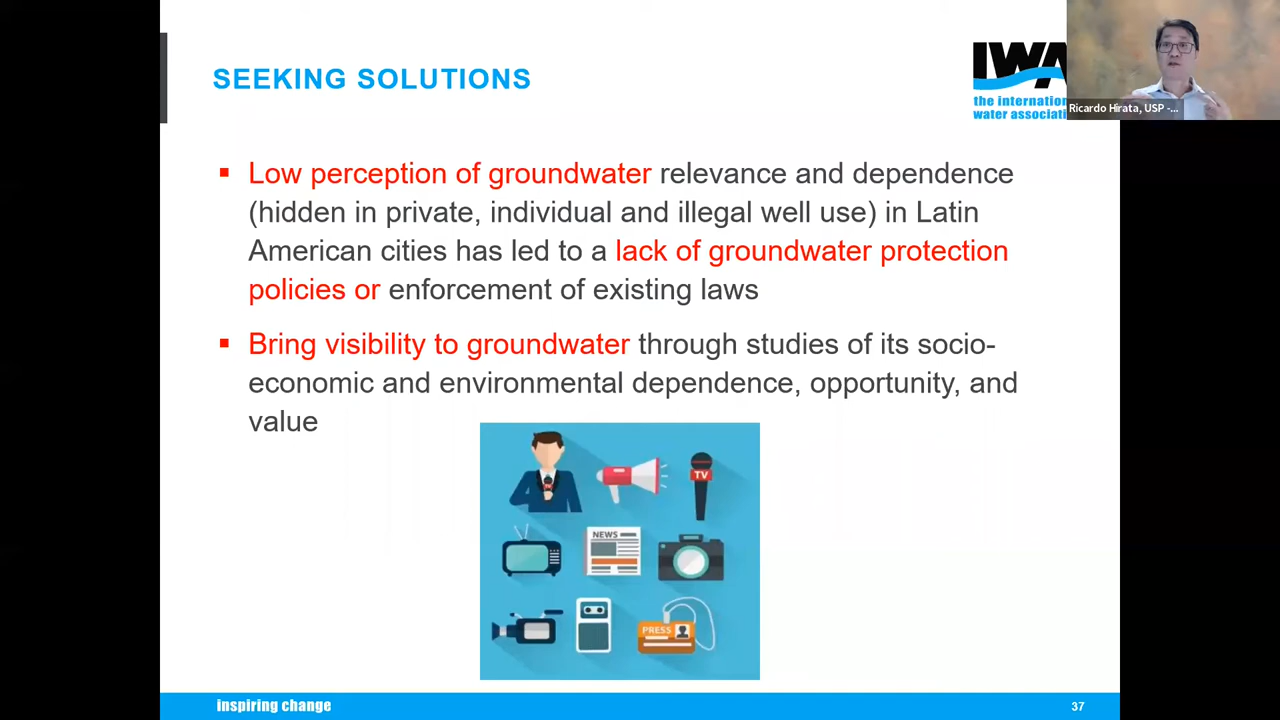 SEEKING SOLUTIONS
IWA
the internation
water associati
Ricardo Hirata, USP -...
Low perception of groundwater relevance and dependence
(hidden in private, individual and illegal well use) in Latin
American cities has led to a lack of groundwater protection
policies or enforcement of existing laws
Bring visibility to groundwater through studies of its socio-
economic and environmental dependence, opportunity, and
value
TV
TV
NEWS
PRESS
inspiring change
37